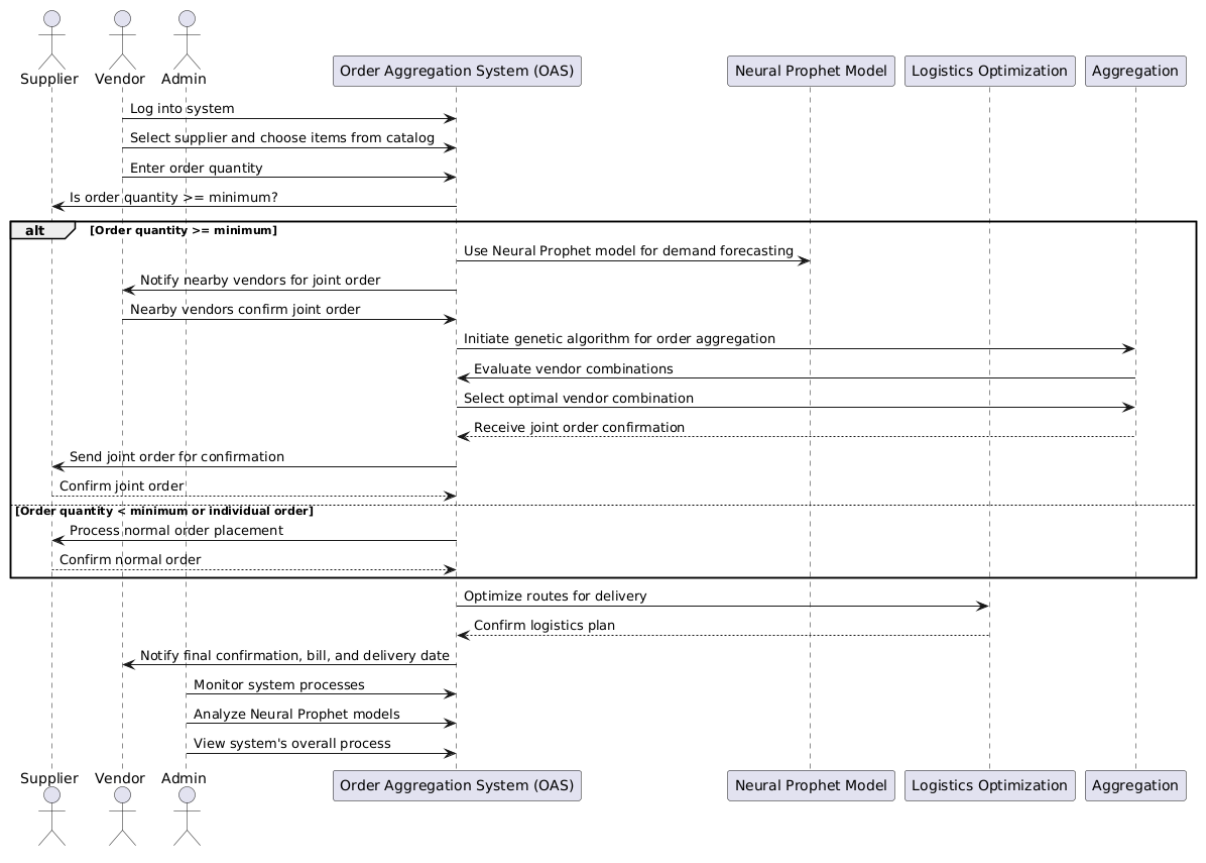 Supplier Vendor Admin Order Aggregation System (OAS) Neural Prophet Model Logistics Optimization Aggregation
Log into system
Select supplier and choose items from catalog
Enter order quantity
Is order quantity >= minimum?
alt [Order quantity >= minimum]
Use Neural Prophet model for demand forecasting
Notify nearby vendors for joint order
Nearby vendors confirm joint order
Initiate genetic algorithm for order aggregation
Evaluate vendor combinations
Select optimal vendor combination
Receive joint order confirmation
Send joint order for confirmation
Confirm joint order
[Order quantity < minimum or individual order]
Process normal order placement
Confirm normal order
Optimize routes for delivery
Confirm logistics plan
Notify final confirmation, bill, and delivery date
Monitor system processes
Analyze Neural Prophet models
View system's overall process
Supplier Vendor Admin Order Aggregation System (OAS) Neural Prophet Model Logistics Optimization Aggregation